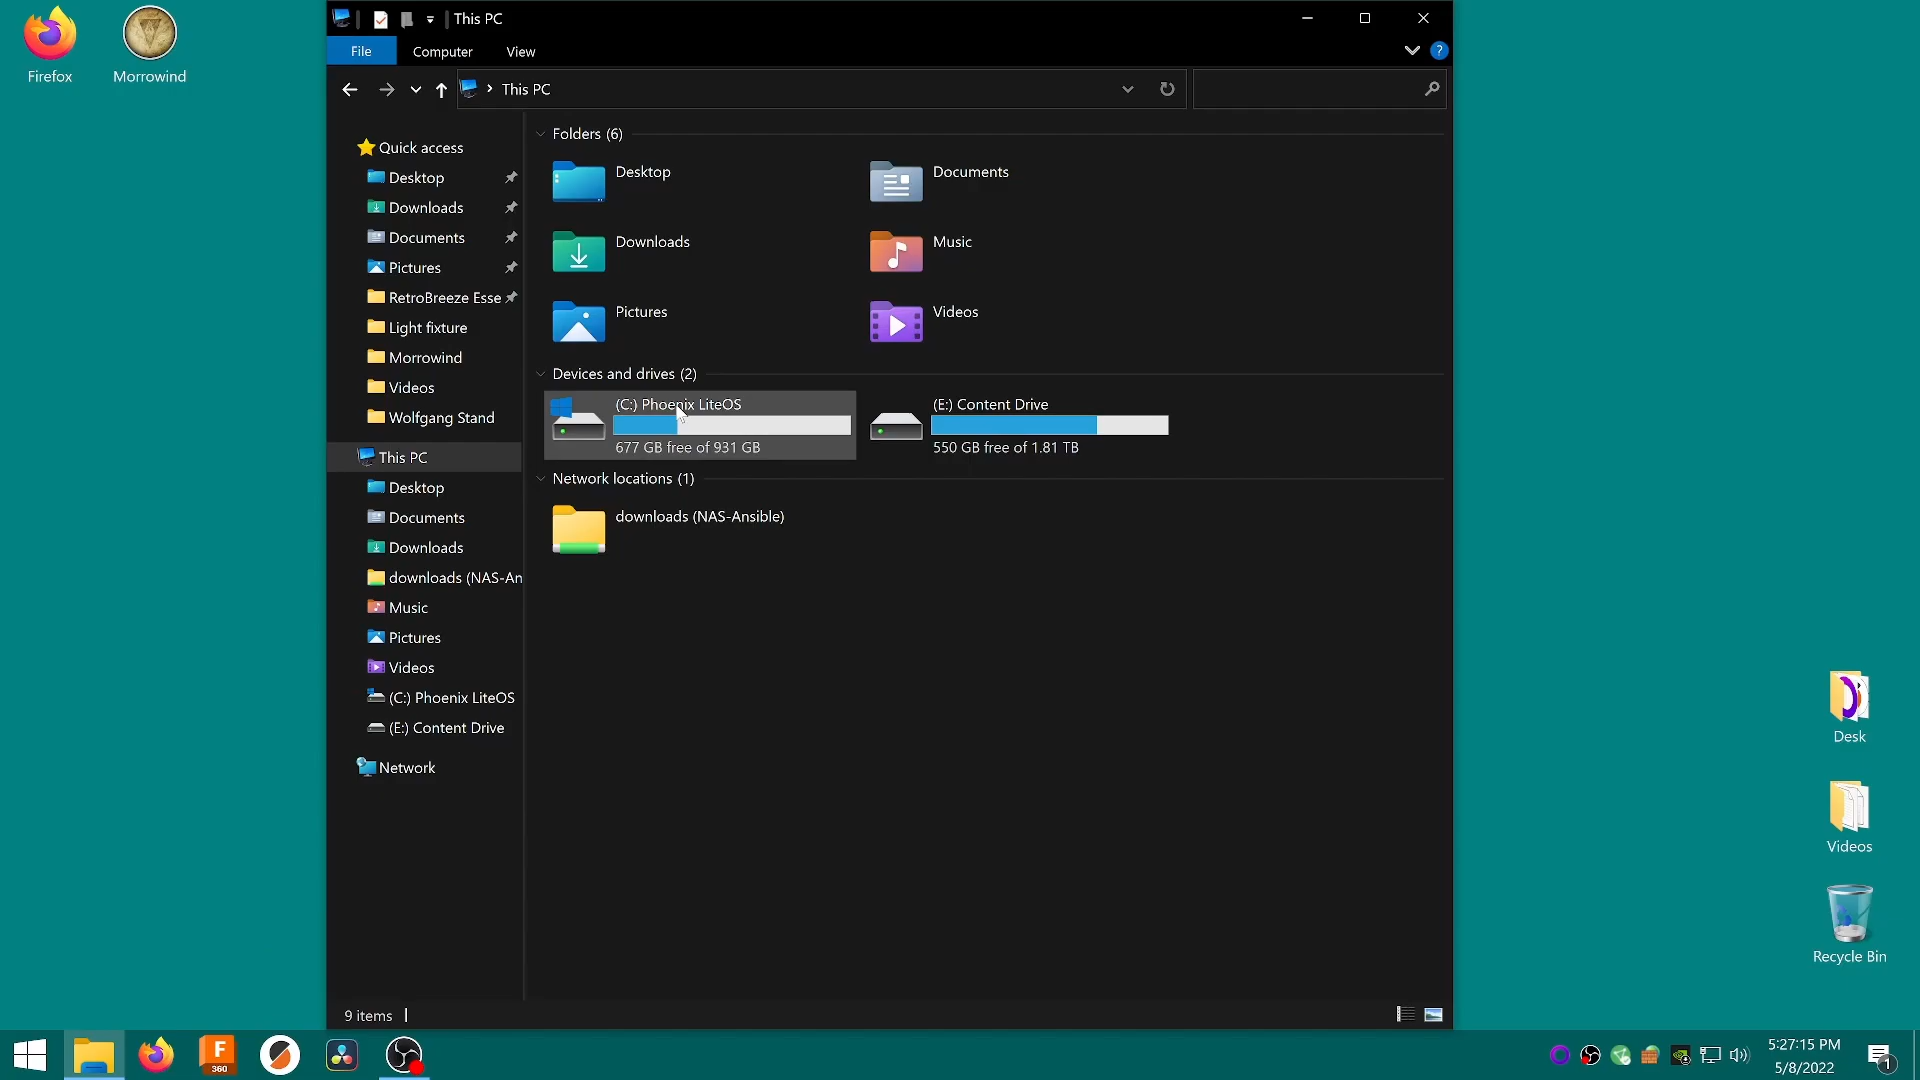 Firefox
Morrowind
This PC
File
Computer
View
This PC
Quick access
Desktop
Downloads
Documents
Pictures
RetroBreeze Esse
Light fixture
Morrowind
Videos
Wolfgang Stand
This PC
Desktop
Documents
Downloads
downloads (NAS-An
Music
Pictures
Videos
(C:) Phoenix LiteOS
(E:) Content Drive
Network
Folders (6)
Desktop
Documents
Downloads
Music
Pictures
Videos
Devices and drives (2)
(C:) Phoenix LiteOS
677 GB free of 931 GB
(E:) Content Drive
550 GB free of 1.81 TB
Network locations (1)
downloads (NAS-Ansible)
9 items
Desk
Videos
Recycle Bin
F
360
5:27:15 PM
5/8/2022
1